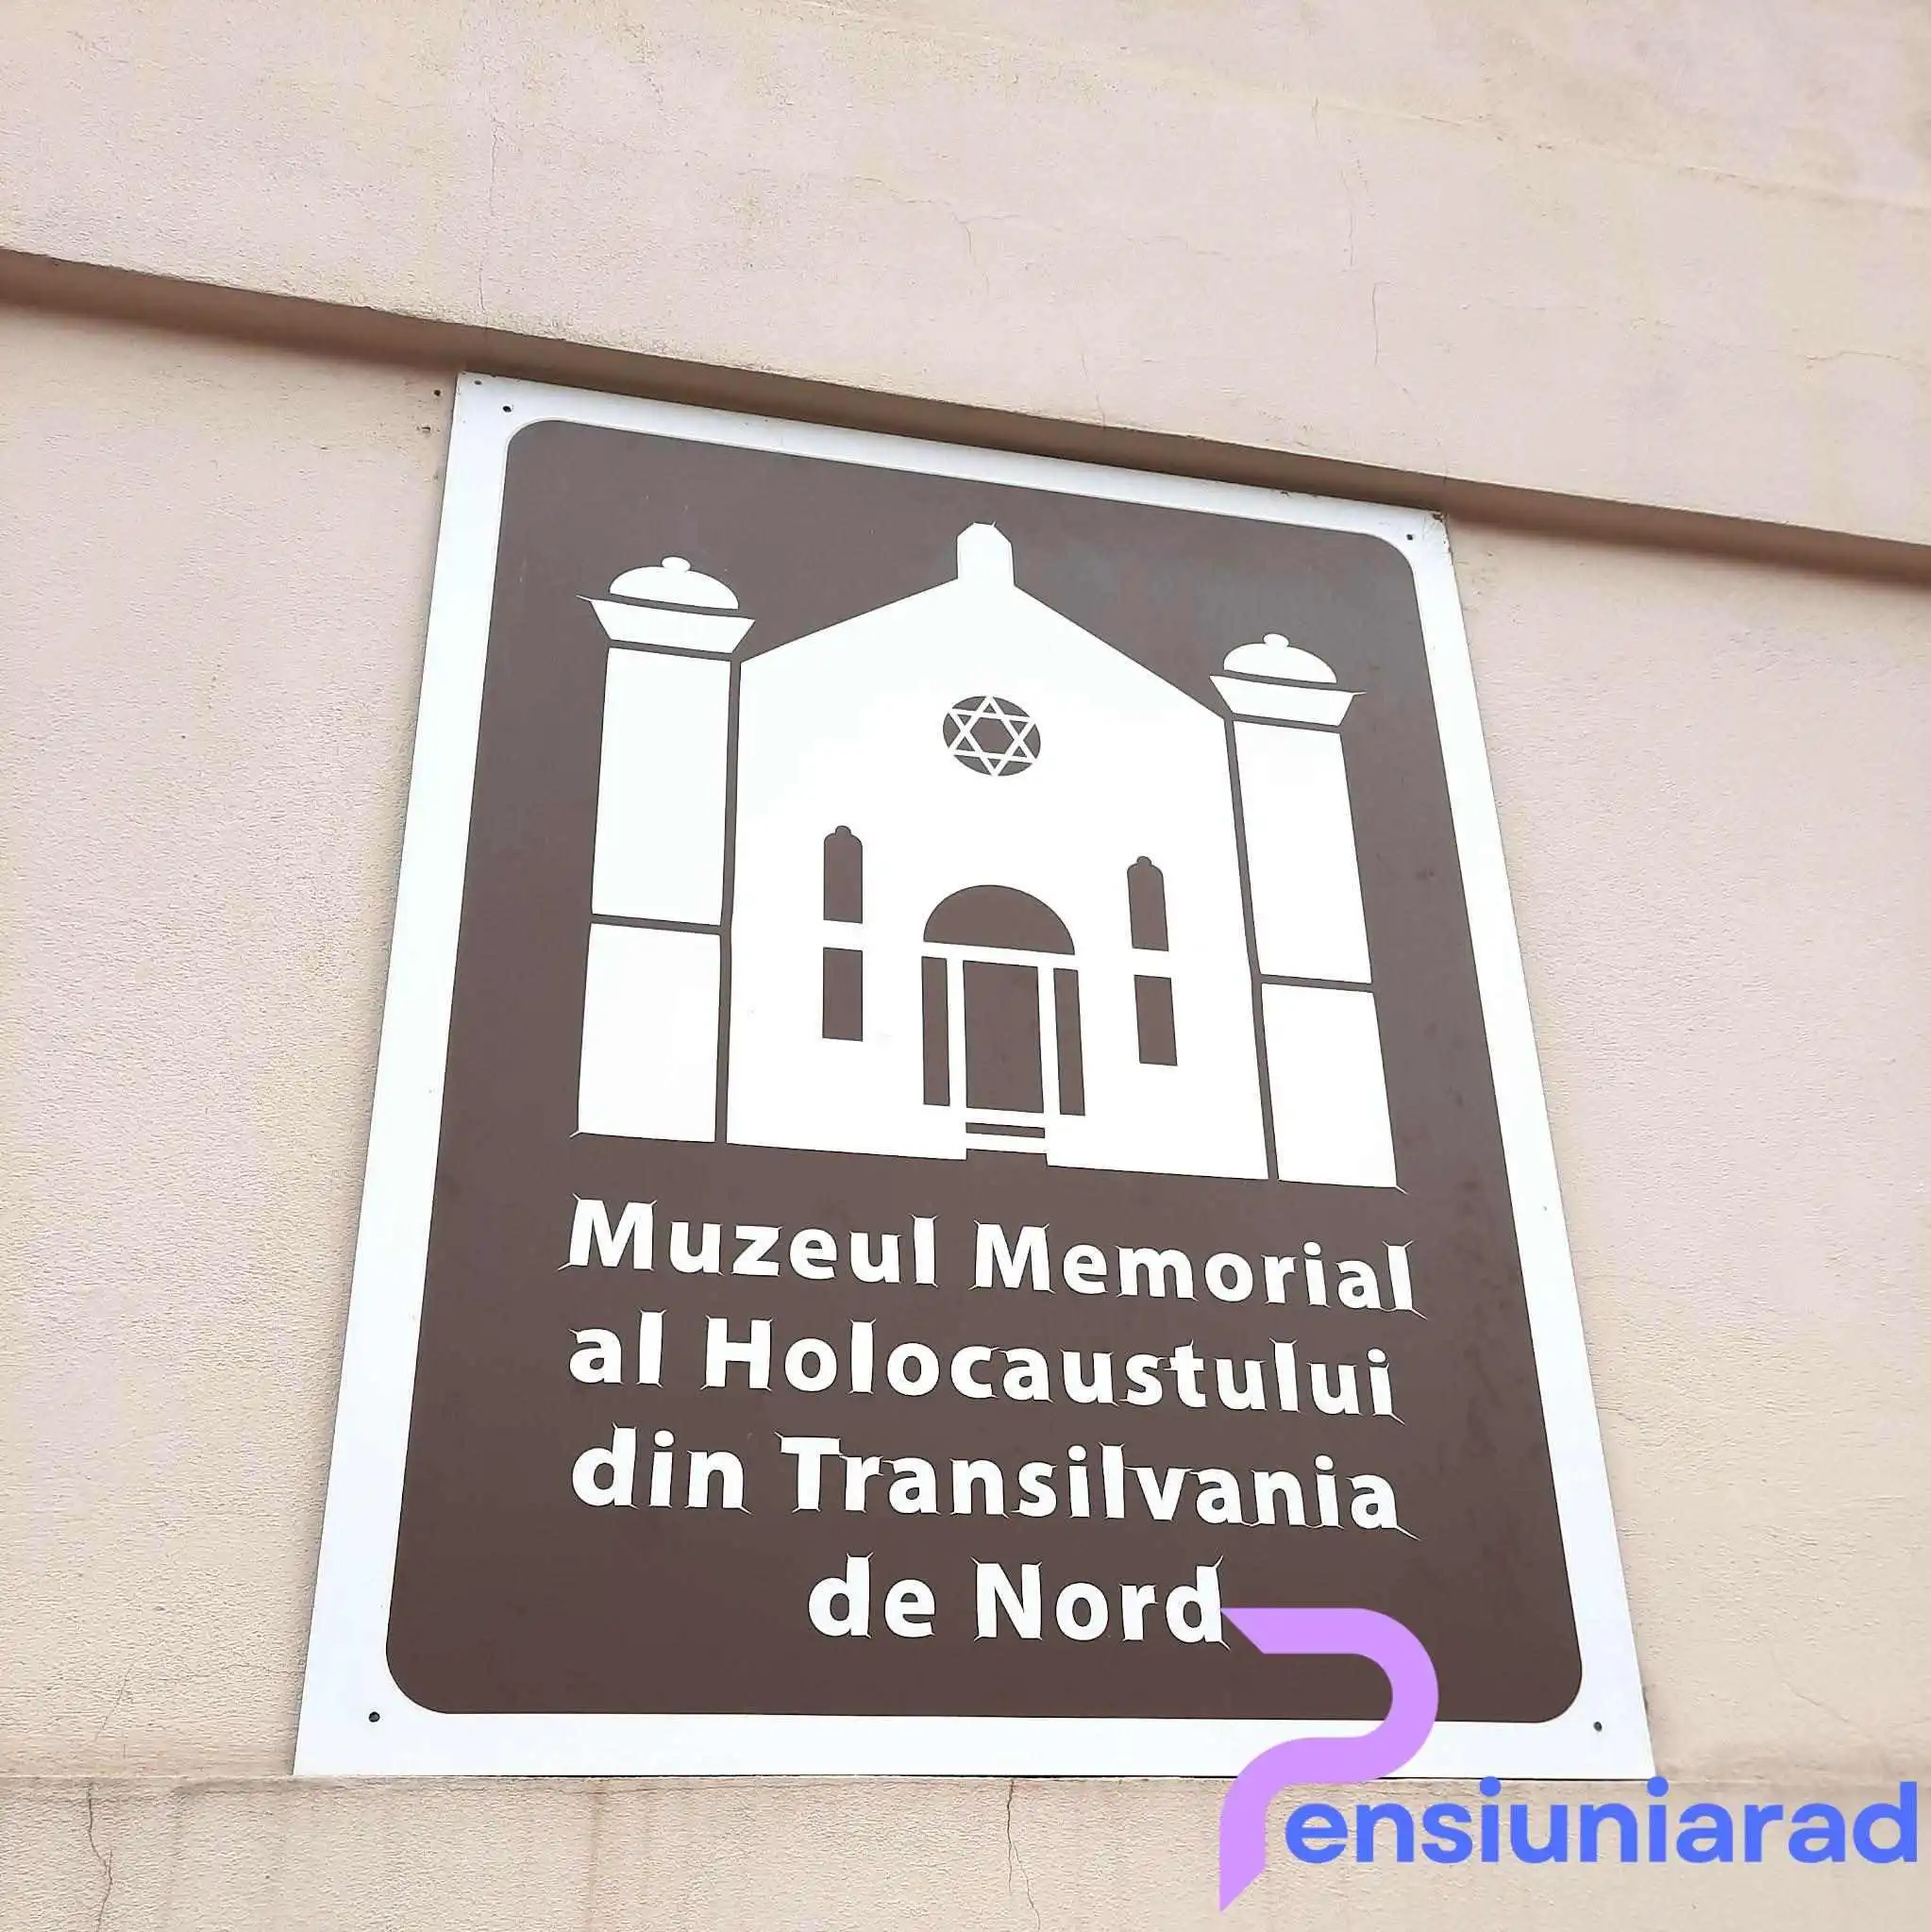 Muzeul Memorial
al Holocaustului
din Transilvania
de Nord
Pensiuniarad